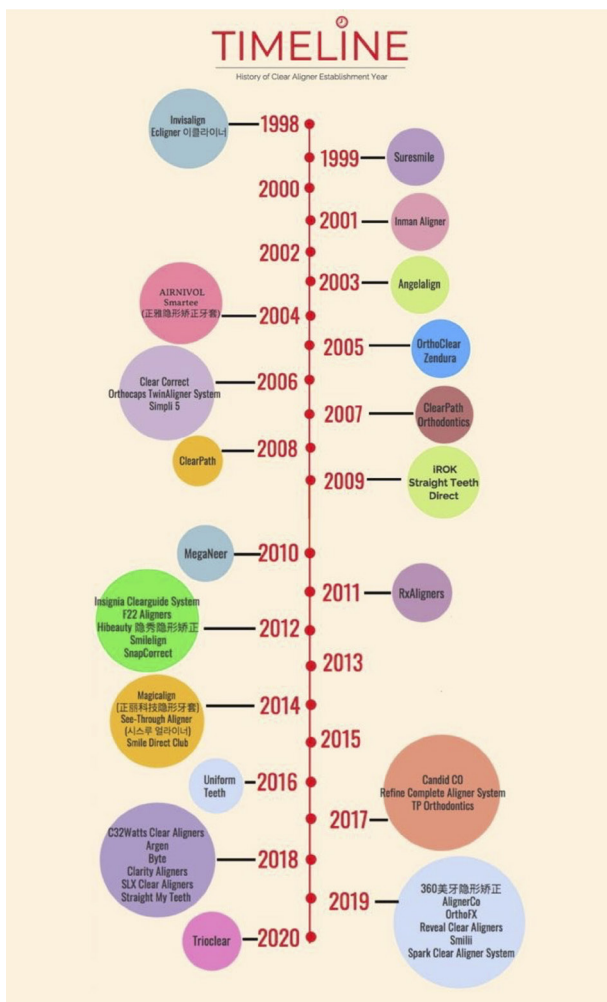 TIMELINE
History of Clear Aligner Establishment Year
Invisalign
Ecligner 이클라이너
1998
1999
Suresmile
2000
2001
Inman Aligner
2002
2003
Angelalign
AIRNIVOL
Smartee
(正雅隐形矫正牙套)
2004
2005
OrthoClear
Zendura
Clear Correct
Orthocaps TwinAligner System
Simpli 5
2006
2007
ClearPath
Orthodontics
ClearPath
2008
2009
iROK
Straight Teeth
Direct
MegaNeer
2010
2011
RxAligners
Insignia Clearguide System
F22 Aligners
Hibeauty 隐秀隐形矫正
Smilelign
SnapCorrect
2012
2013
Magicalign
(正丽科技隐形牙套)
See-Through Aligner
(시스루 얼라이너)
Smile Direct Club
2014
2015
Uniform
Teeth
2016
2017
Candid CO
Refine Complete Aligner System
TP Orthodontics
C32Watts Clear Aligners
Argen
Byte
Clarity Aligners
SLX Clear Aligners
Straight My Teeth
2018
2019
360美牙隐形矫正
AlignerCo
OrthoFX
Reveal Clear Aligners
Smilii
Spark Clear Aligner System
Trioclear
2020